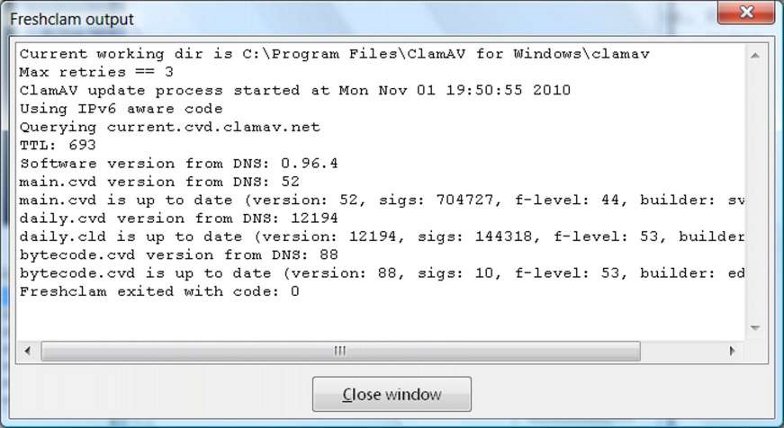 Freshclam output
Current working dir is C:\Program Files\ClamAV for Windows\clamav
Max retries == 3
ClamAV update process started at Mon Nov 01 19:50:55 2010
Using IPv6 aware code
Querying current.cvd.clamav.net
TTL: 693
Software version from DNS: 0.96.4
main.cvd version from DNS: 52
main.cvd is up to date (version: 52, sigs: 704727, f-level: 44, builder: sv
daily.cvd version from DNS: 12194
daily.cld is up to date (version: 12194, sigs: 144318, f-level: 53, builder
bytecode.cvd version from DNS: 88
bytecode.cvd is up to date (version: 88, sigs: 10, f-level: 53, builder: ed
Freshclam exited with code: 0
Close window